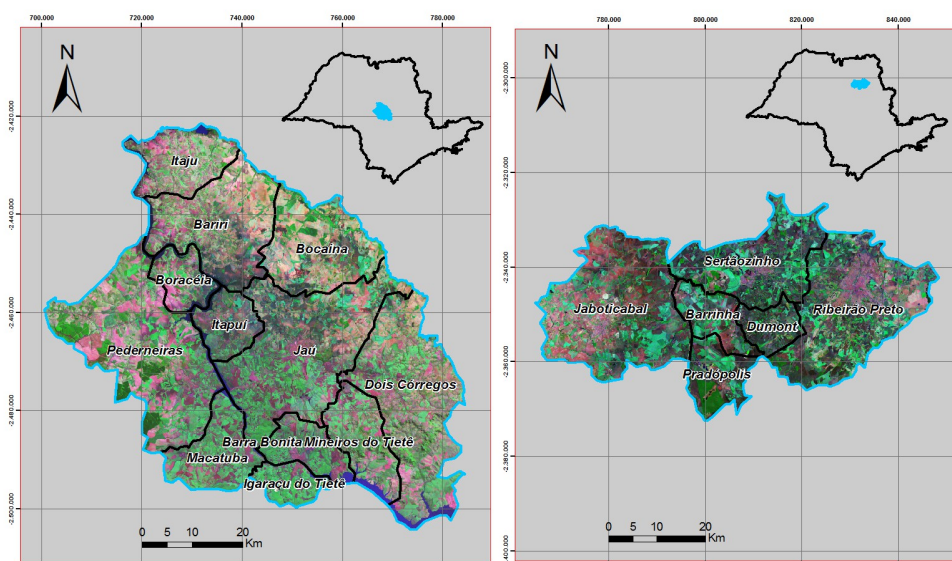 700.000
720.000
740.000
760.000
780.000
N
-2.420.000
-2.440.000
-2.460.000
-2.480.000
-2.500.000
Itaju
Bariri
Bocaina
Boracéia
Itapuí
Pederneiras
Jaú
Dois Córregos
Barra Bonita
Mineiros do Tietê
Macatuba
Igaraçu do Tietê
0 5 10 20
Km
780.000
800.000
820.000
840.000
N
-2.300.000
-2.320.000
-2.340.000
-2.360.000
-2.380.000
-2.400.000
Sertãozinho
Jaboticabal
Barrinha
Ribeirão Preto
Dumont
Pradópolis
0 5 10 20
Km